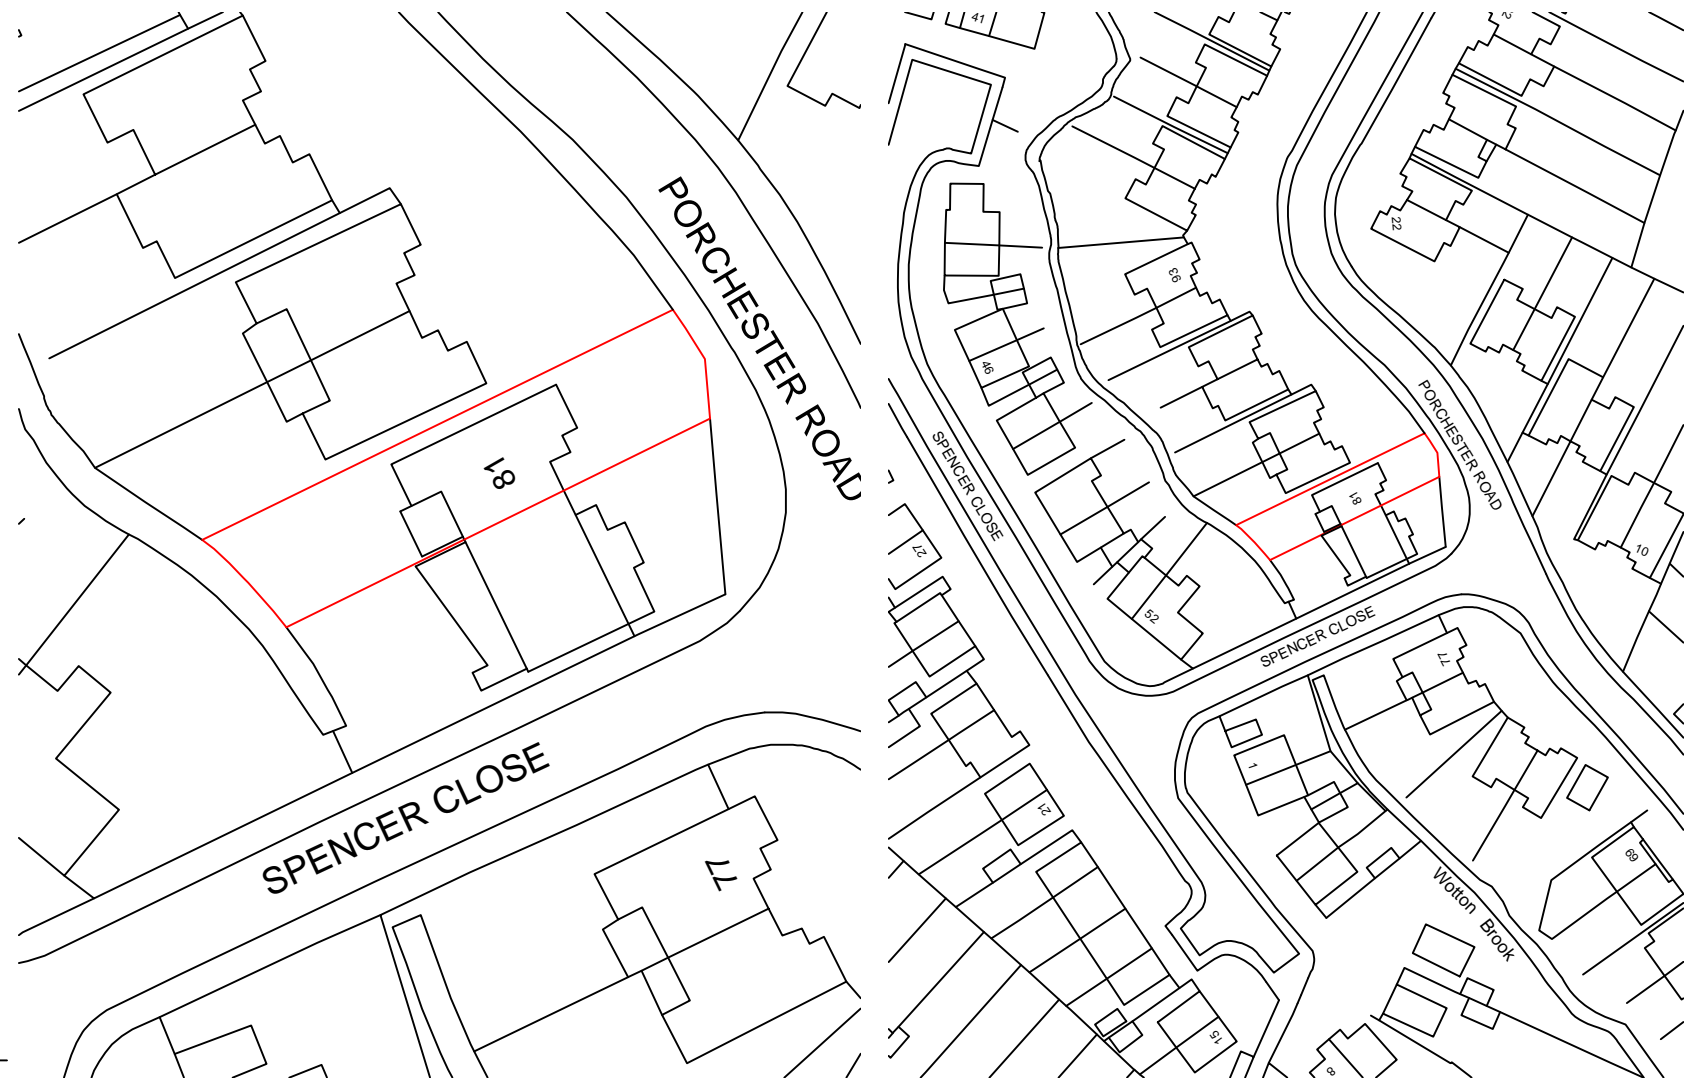 PORCHESTER ROAD
81
SPENCER CLOSE
77
41
22
93
46
PORCHESTER ROAD
SPENCER CLOSE
81
27
10
52
SPENCER CLOSE
77
1
21
69
Wotton Brook
15
8